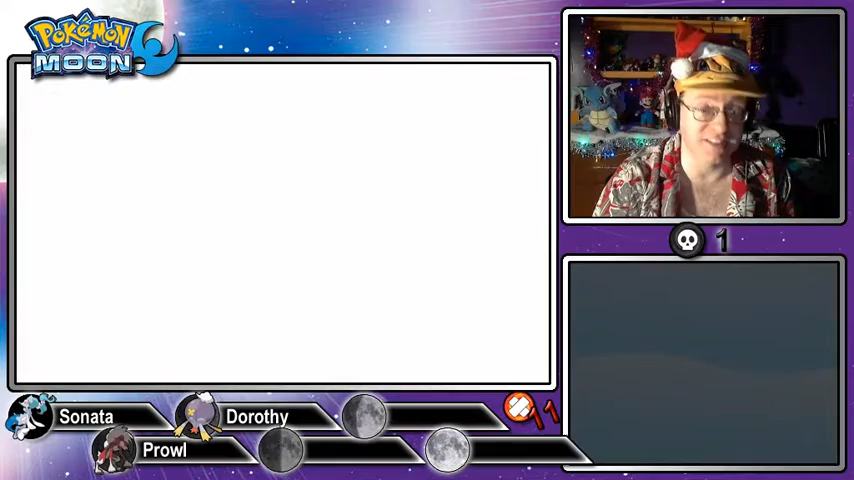 POKéMON
MOON
1
Sonata
Dorothy
11
Prowl